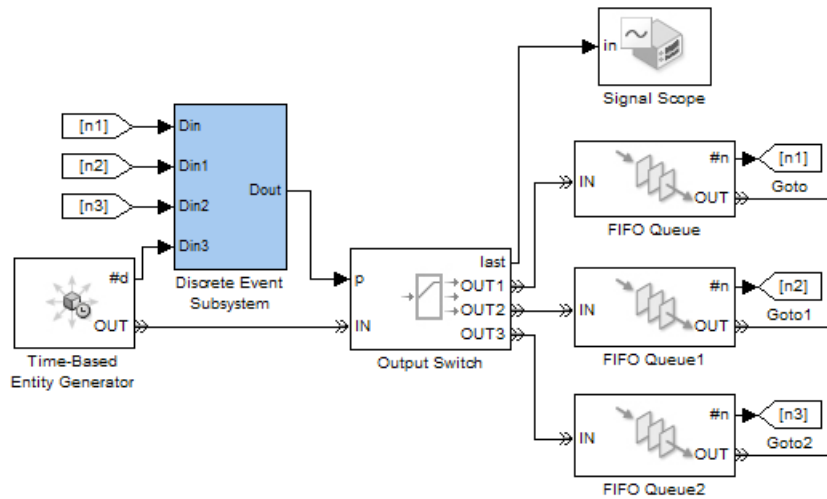 in
Signal Scope
[n1]
[n2]
[n3]
Din
Din1
Din2
Din3
Dout
Discrete Event
Subsystem
#d
OUT
Time-Based
Entity Generator
p
IN
last
OUT1
OUT2
OUT3
Output Switch
IN
#n
OUT
FIFO Queue
[n1]
Goto
IN
#n
OUT
FIFO Queue1
[n2]
Goto1
IN
#n
OUT
FIFO Queue2
[n3]
Goto2